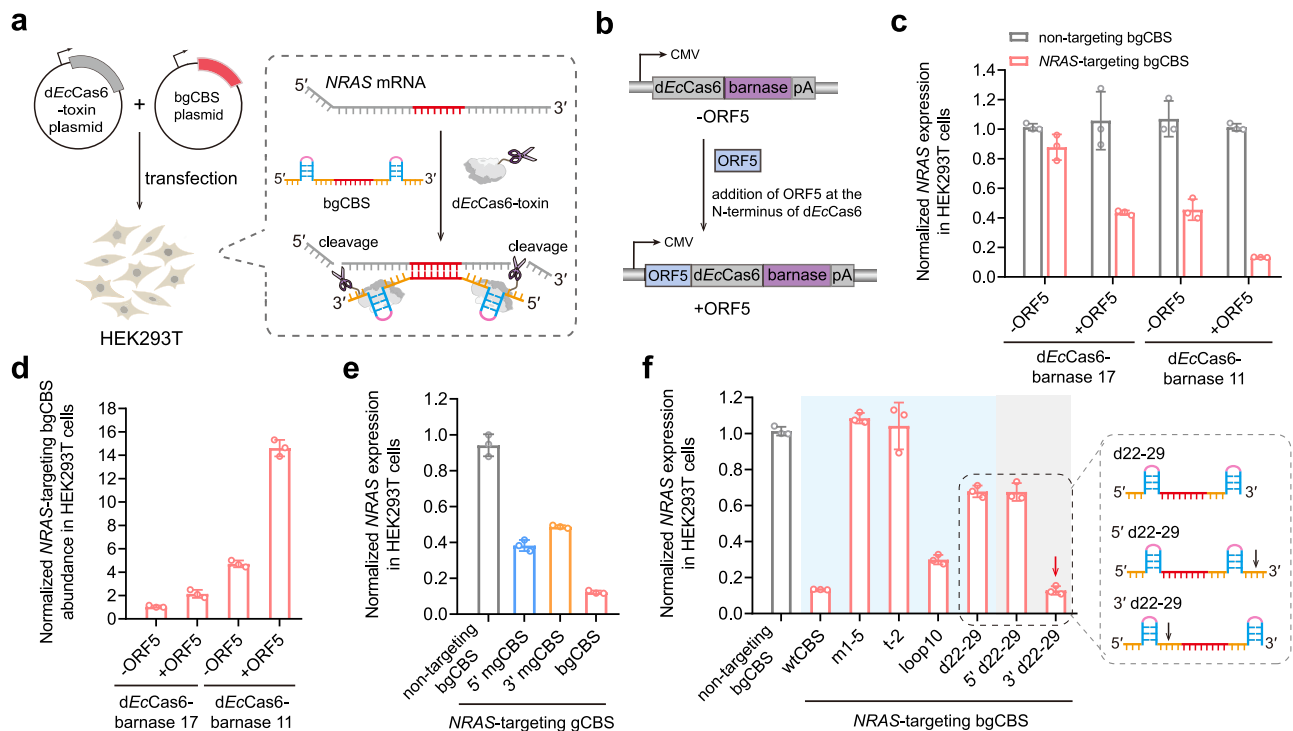 a
dEcCas6
-toxin
plasmid
+
bgCBS
plasmid
transfection
HEK293T
5′
NRAS mRNA
3′
5′
3′
bgCBS
dEcCas6-toxin
5′
cleavage
cleavage
3′
3′
5′
b
CMV
dEcCas6
barnase
pA
-ORF5
ORF5
addition of ORF5 at the
N-terminus of dEcCas6
CMV
ORF5
dEcCas6
barnase
pA
+ORF5
c
non-targeting bgCBS
NRAS-targeting bgCBS
Normalized NRAS expression
in HEK293T cells
1.4
1.2
1.0
0.8
0.6
0.4
0.2
0.0
-ORF5
+ORF5
-ORF5
+ORF5
dEcCas6-
barnase 17
dEcCas6-
barnase 11
d
Normalized NRAS-targeting bgCBS
abundance in HEK293T cells
18
16
14
12
10
8
6
4
2
0
-ORF5
+ORF5
-ORF5
+ORF5
dEcCas6-
barnase 17
dEcCas6-
barnase 11
e
Normalized NRAS expression
in HEK293T cells
1.2
1.0
0.8
0.6
0.4
0.2
0.0
non-targeting
bgCBS
5′ mgCBS
3′ mgCBS
bgCBS
NRAS-targeting gCBS
f
Normalized NRAS expression
in HEK293T cells
1.4
1.2
1.0
0.8
0.6
0.4
0.2
0.0
non-targeting
bgCBS
wtCBS
m1-5
t-2
loop10
d22-29
5′ d22-29
3′ d22-29
NRAS-targeting bgCBS
d22-29
5′
3′
5′ d22-29
5′
3′
3′ d22-29
5′
3′